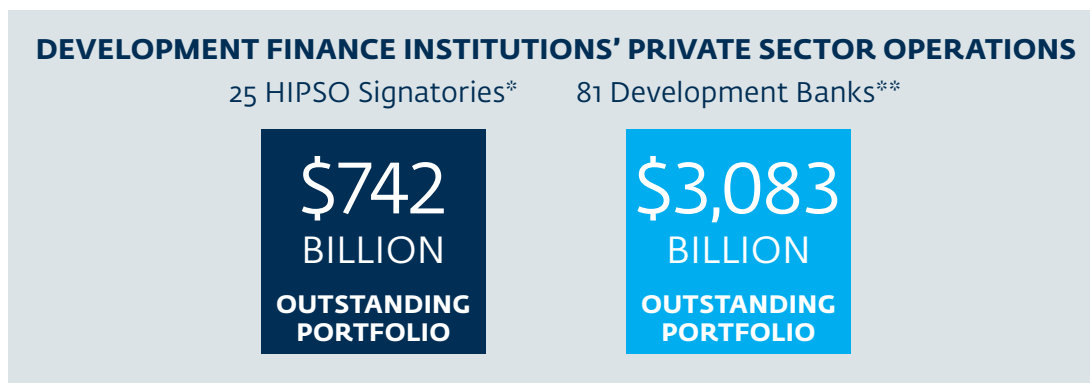 DEVELOPMENT FINANCE INSTITUTIONS’ PRIVATE SECTOR OPERATIONS
25 HIPSO Signatories*
81 Development Banks**
$742
BILLION
OUTSTANDING
PORTFOLIO
$3,083
BILLION
OUTSTANDING
PORTFOLIO